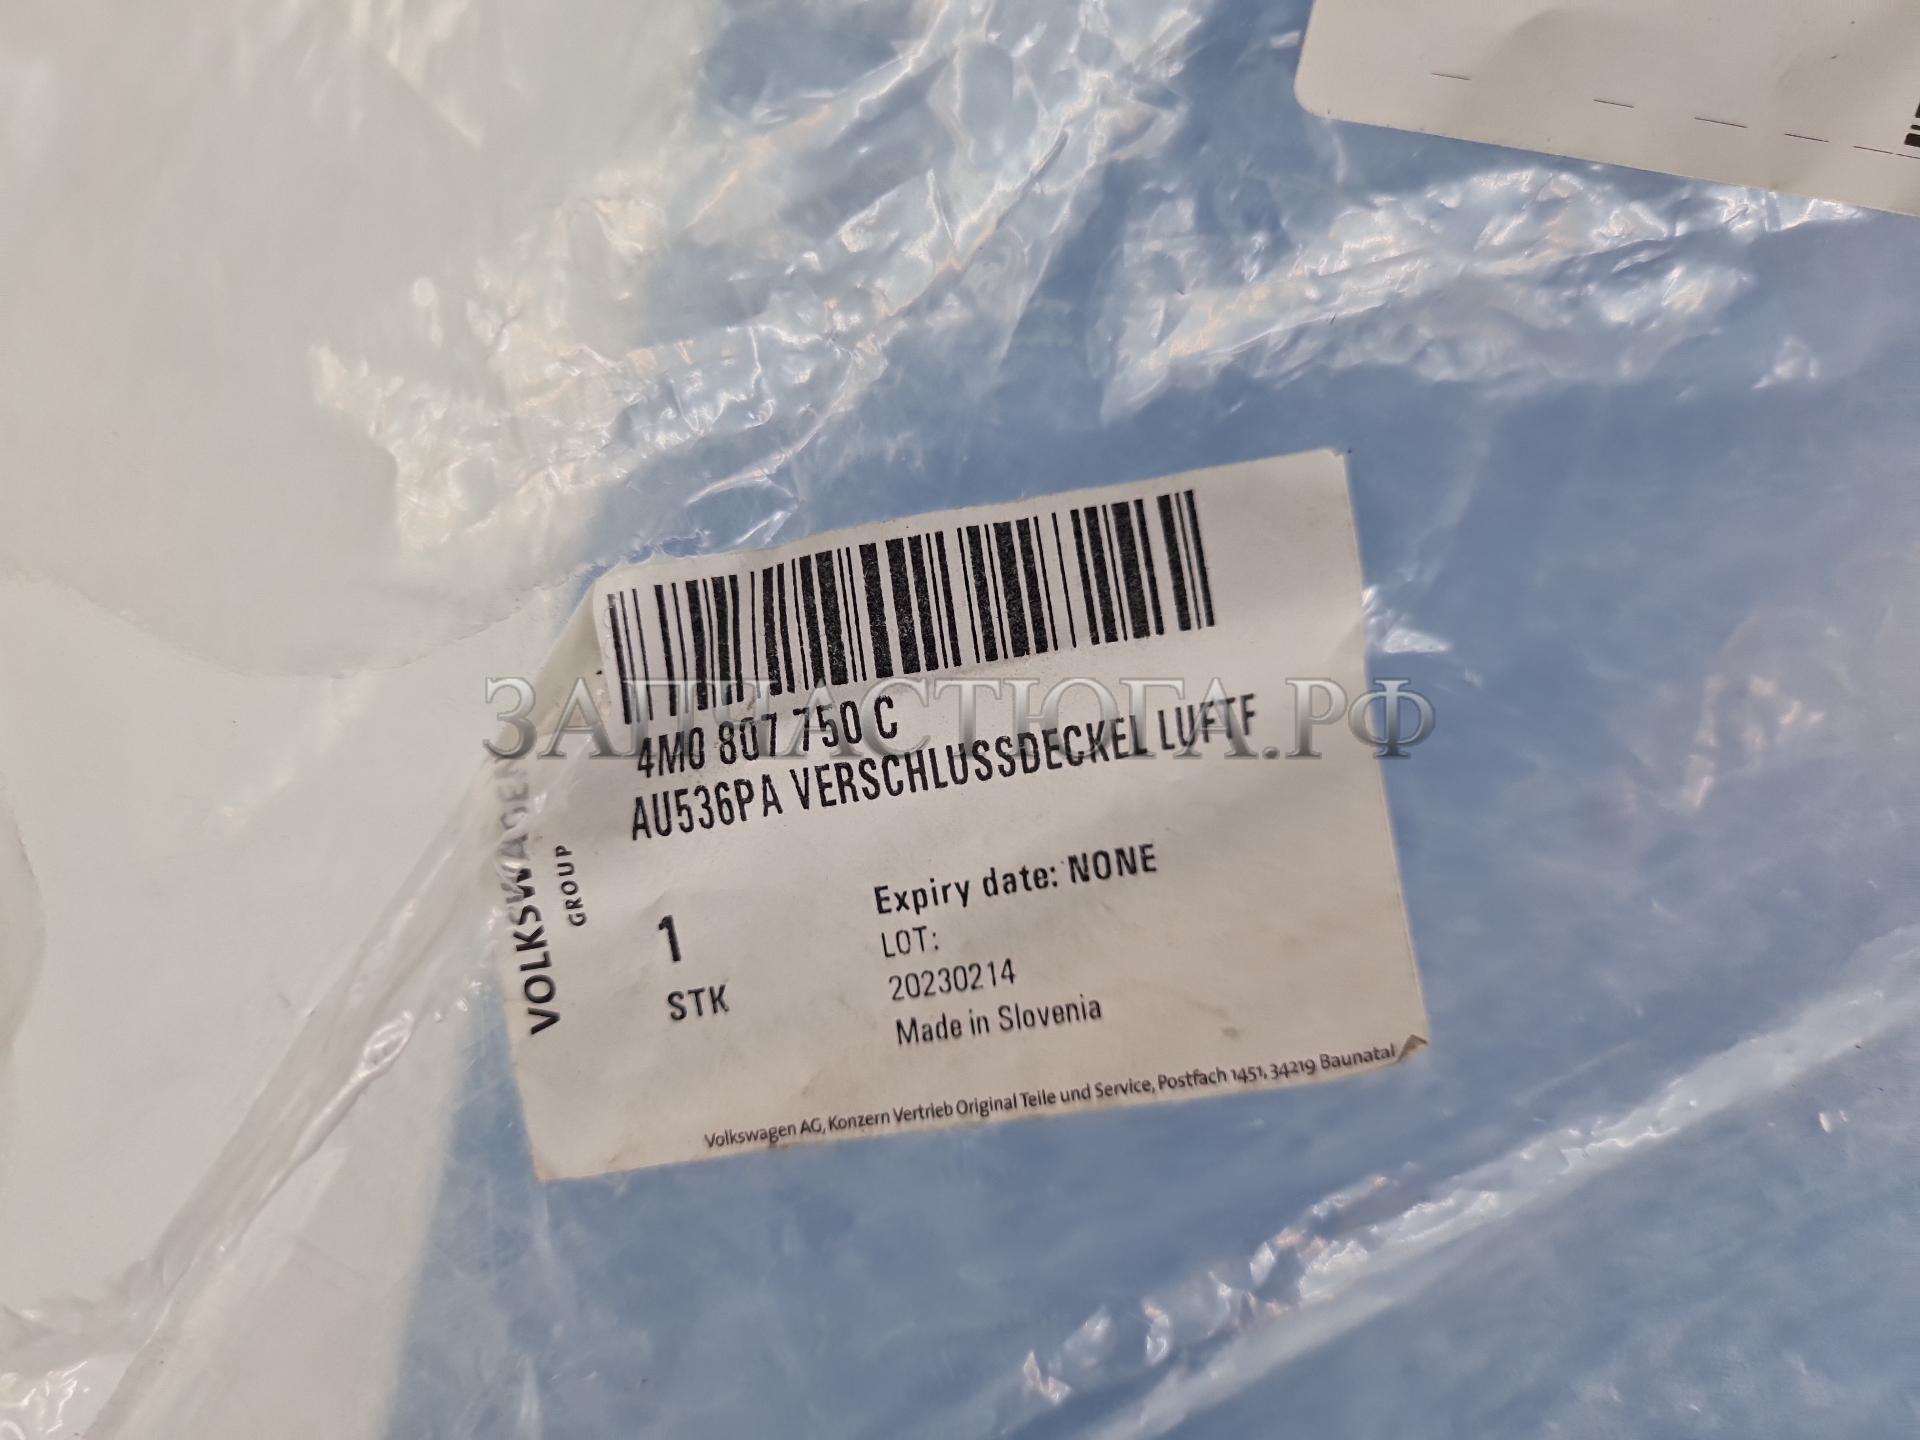 4M0 807 750 C
AU536PA VERSCHLUSSDECKEL LUFTF
VOLKSWAGEN
GROUP
1
STK
Expiry date: NONE
LOT:
20230214
Made in Slovenia
Volkswagen AG, Konzern Vertrieb Original Teile und Service, Postfach 1451, 34219 Baunatal
ЗАПЧАСТЮГА.РФ